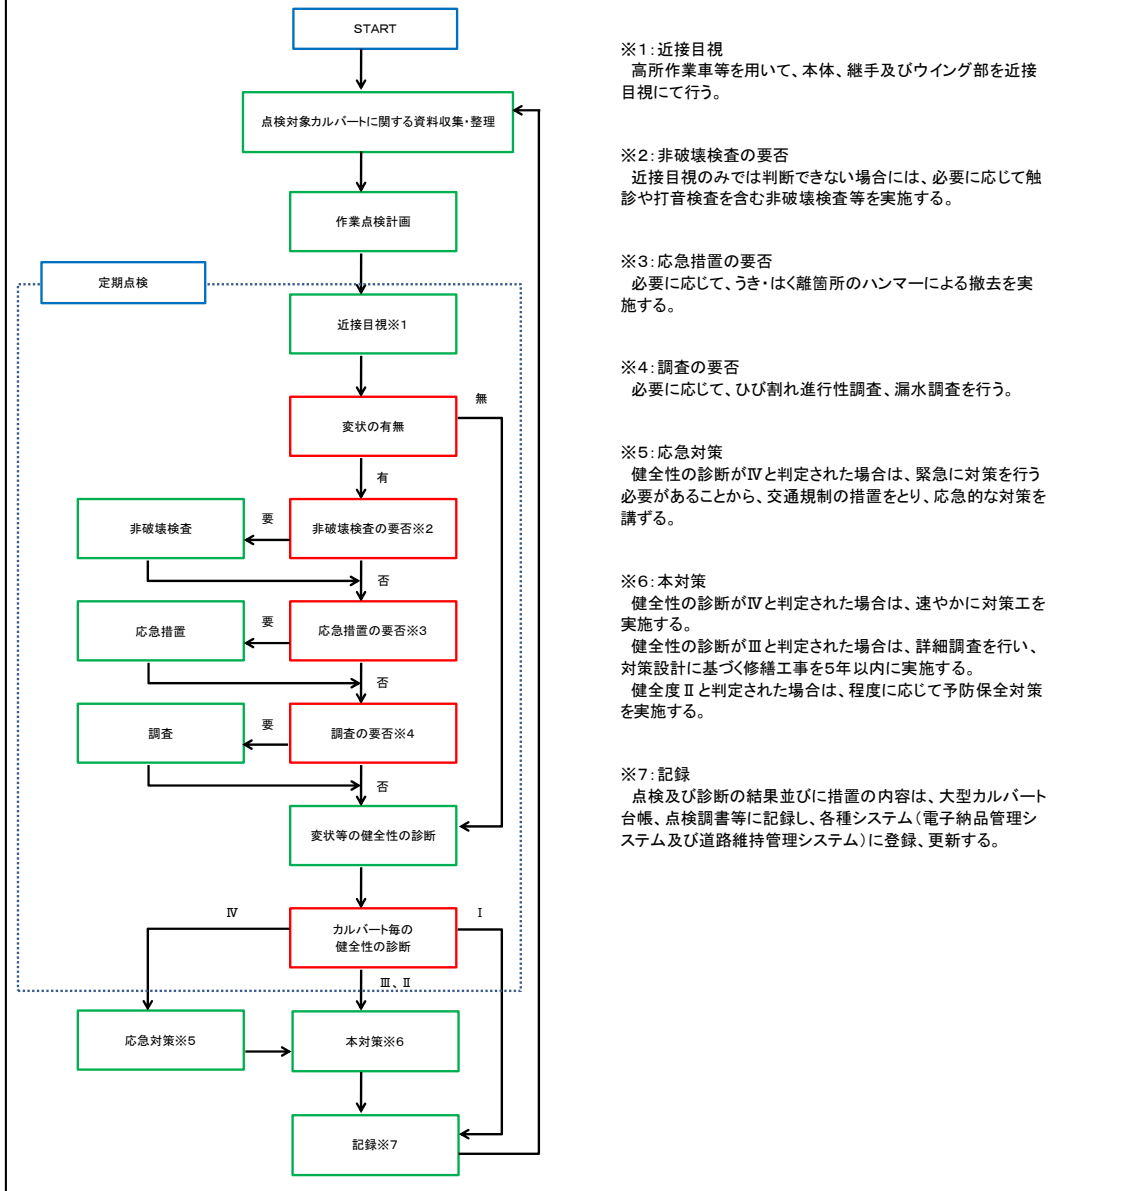 START
点検対象カルバートに関する資料収集・整理
作業点検計画
定期点検
近接目視※1
変状の有無
無
有
非破壊検査の要否※2
要
非破壊検査
否
応急措置の要否※3
要
応急措置
否
調査の要否※4
要
調査
否
変状等の健全性の診断
カルバート毎の
健全性の診断
Ⅳ
Ⅰ
Ⅲ、Ⅱ
応急対策※5
本対策※6
記録※7
※1:近接目視
高所作業車等を用いて、本体、継手及びウイング部を近接
目視にて行う。
※2:非破壊検査の要否
近接目視のみでは判断できない場合には、必要に応じて触
診や打音検査を含む非破壊検査等を実施する。
※3:応急措置の要否
必要に応じて、うき・はく離箇所のハンマーによる撤去を実
施する。
※4:調査の要否
必要に応じて、ひび割れ進行性調査、漏水調査を行う。
※5:応急対策
健全性の診断がⅣと判定された場合は、緊急に対策を行う
必要があることから、交通規制の措置をとり、応急的な対策を
講ずる。
※6:本対策
健全性の診断がⅣと判定された場合は、速やかに対策工を
実施する。
健全性の診断がⅢと判定された場合は、詳細調査を行い、
対策設計に基づく修繕工事を5年以内に実施する。
健全度Ⅱと判定された場合は、程度に応じて予防保全対策
を実施する。
※7:記録
点検及び診断の結果並びに措置の内容は、大型カルバート
台帳、点検調書等に記録し、各種システム(電子納品管理シ
ステム及び道路維持管理システム)に登録、更新する。